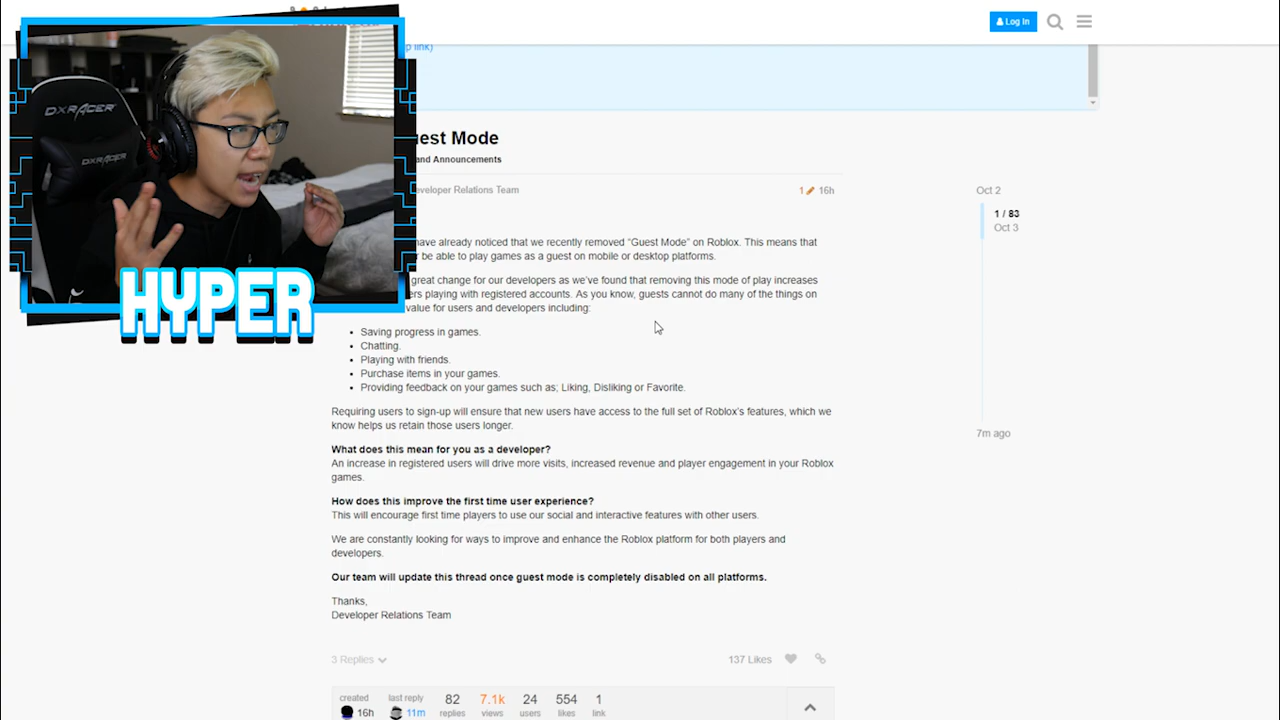 Log In
p link)
uest Mode
and Announcements
eveloper Relations Team
1 16h
Oct 2
1 / 83
Oct 3
have already noticed that we recently removed “Guest Mode” on Roblox. This means that
be able to play games as a guest on mobile or desktop platforms.
great change for our developers as we’ve found that removing this mode of play increases
ers playing with registered accounts. As you know, guests cannot do many of the things on
value for users and developers including:
Saving progress in games.
Chatting.
Playing with friends.
Purchase items in your games.
Providing feedback on your games such as; Liking, Disliking or Favorite.
Requiring users to sign-up will ensure that new users have access to the full set of Roblox’s features, which we
know helps us retain those users longer.
7m ago
What does this mean for you as a developer?
An increase in registered users will drive more visits, increased revenue and player engagement in your Roblox
games.
How does this improve the first time user experience?
This will encourage first time players to use our social and interactive features with other users.
We are constantly looking for ways to improve and enhance the Roblox platform for both players and
developers.
Our team will update this thread once guest mode is completely disabled on all platforms.
Thanks,
Developer Relations Team
3 Replies
137 Likes
created last reply 82 7.1k 24 554 1
16h 11m replies views users likes link
DXRACER
DXRACER
HYPER